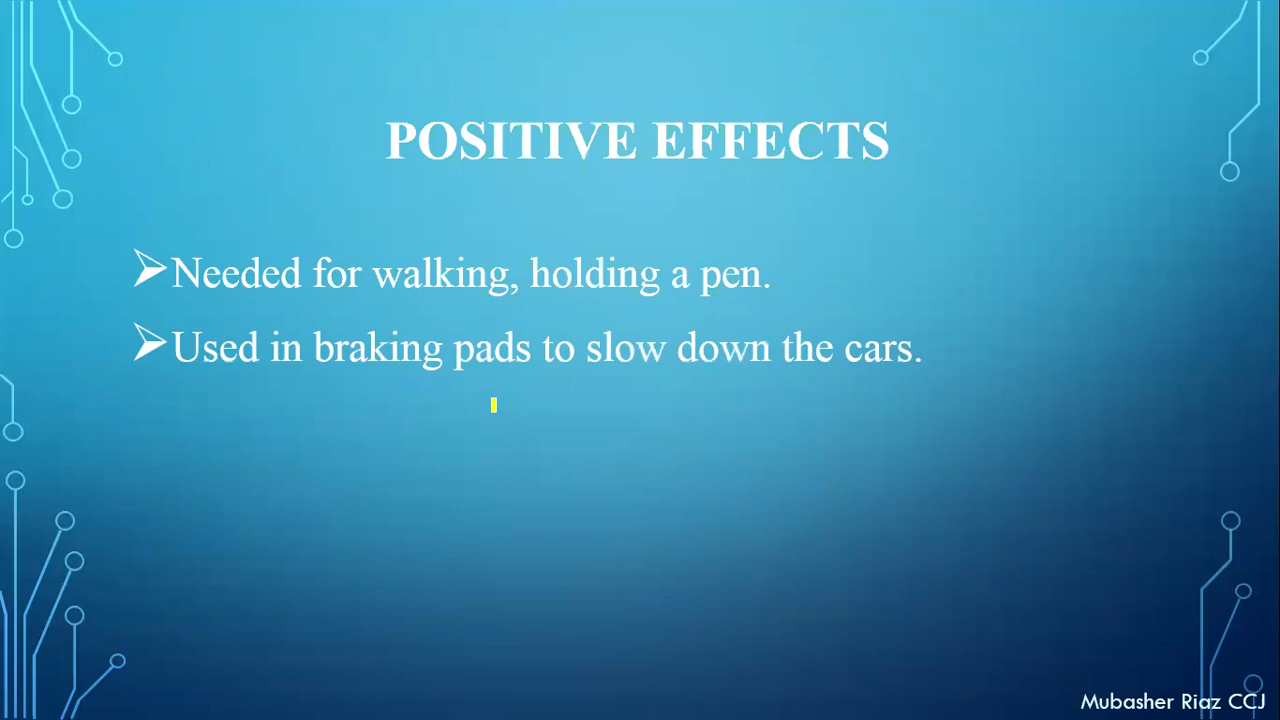 POSITIVE EFFECTS
➢Needed for walking, holding a pen.
➢Used in braking pads to slow down the cars.
Mubasher Riaz CCJ